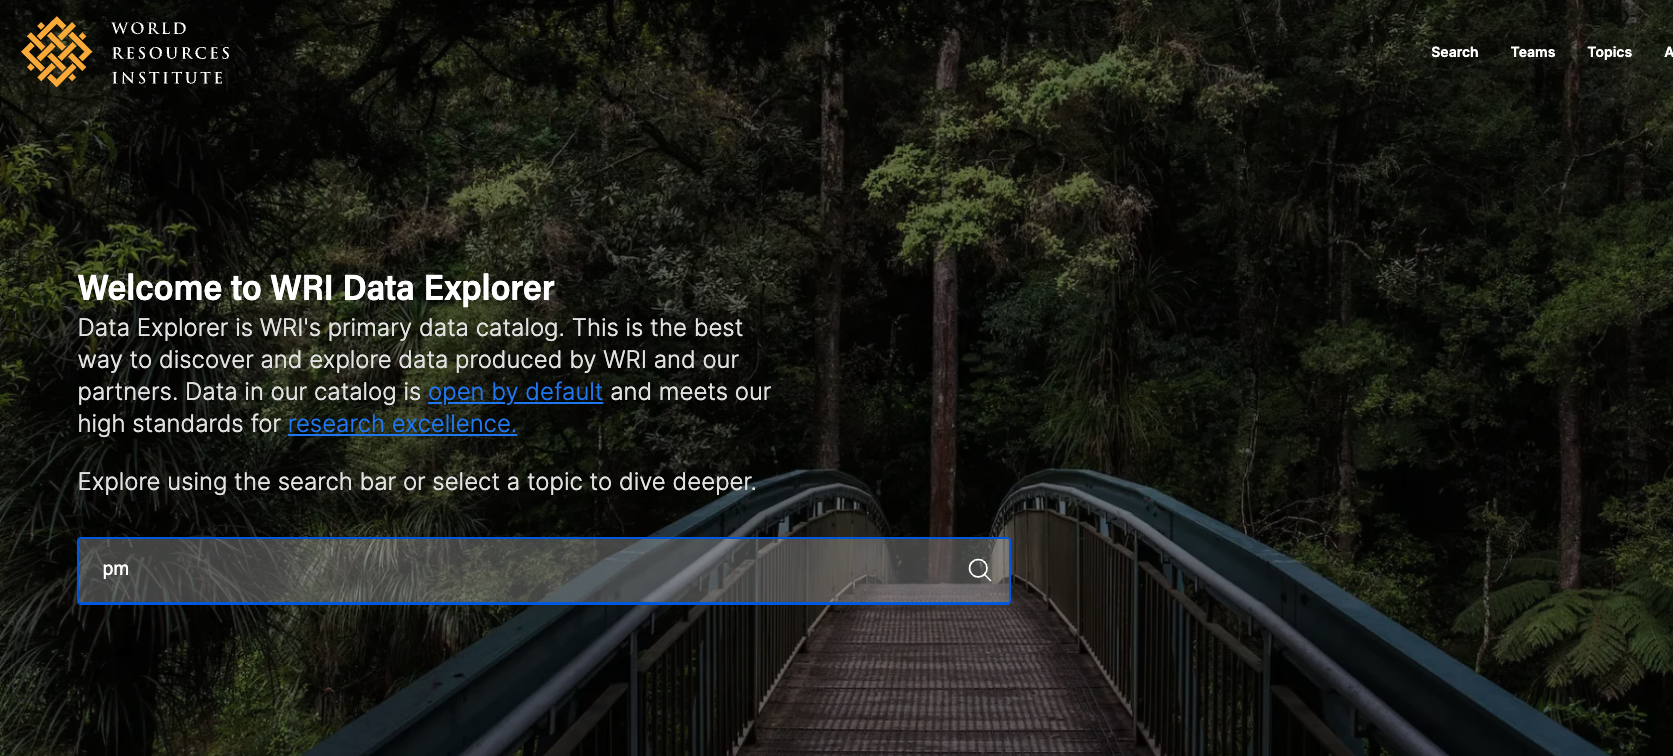 WORLD
RESOURCES
INSTITUTE
Search Teams Topics A
Welcome to WRI Data Explorer
Data Explorer is WRI's primary data catalog. This is the best
way to discover and explore data produced by WRI and our
partners. Data in our catalog is open by default and meets our
high standards for research excellence.
Explore using the search bar or select a topic to dive deeper.
pm